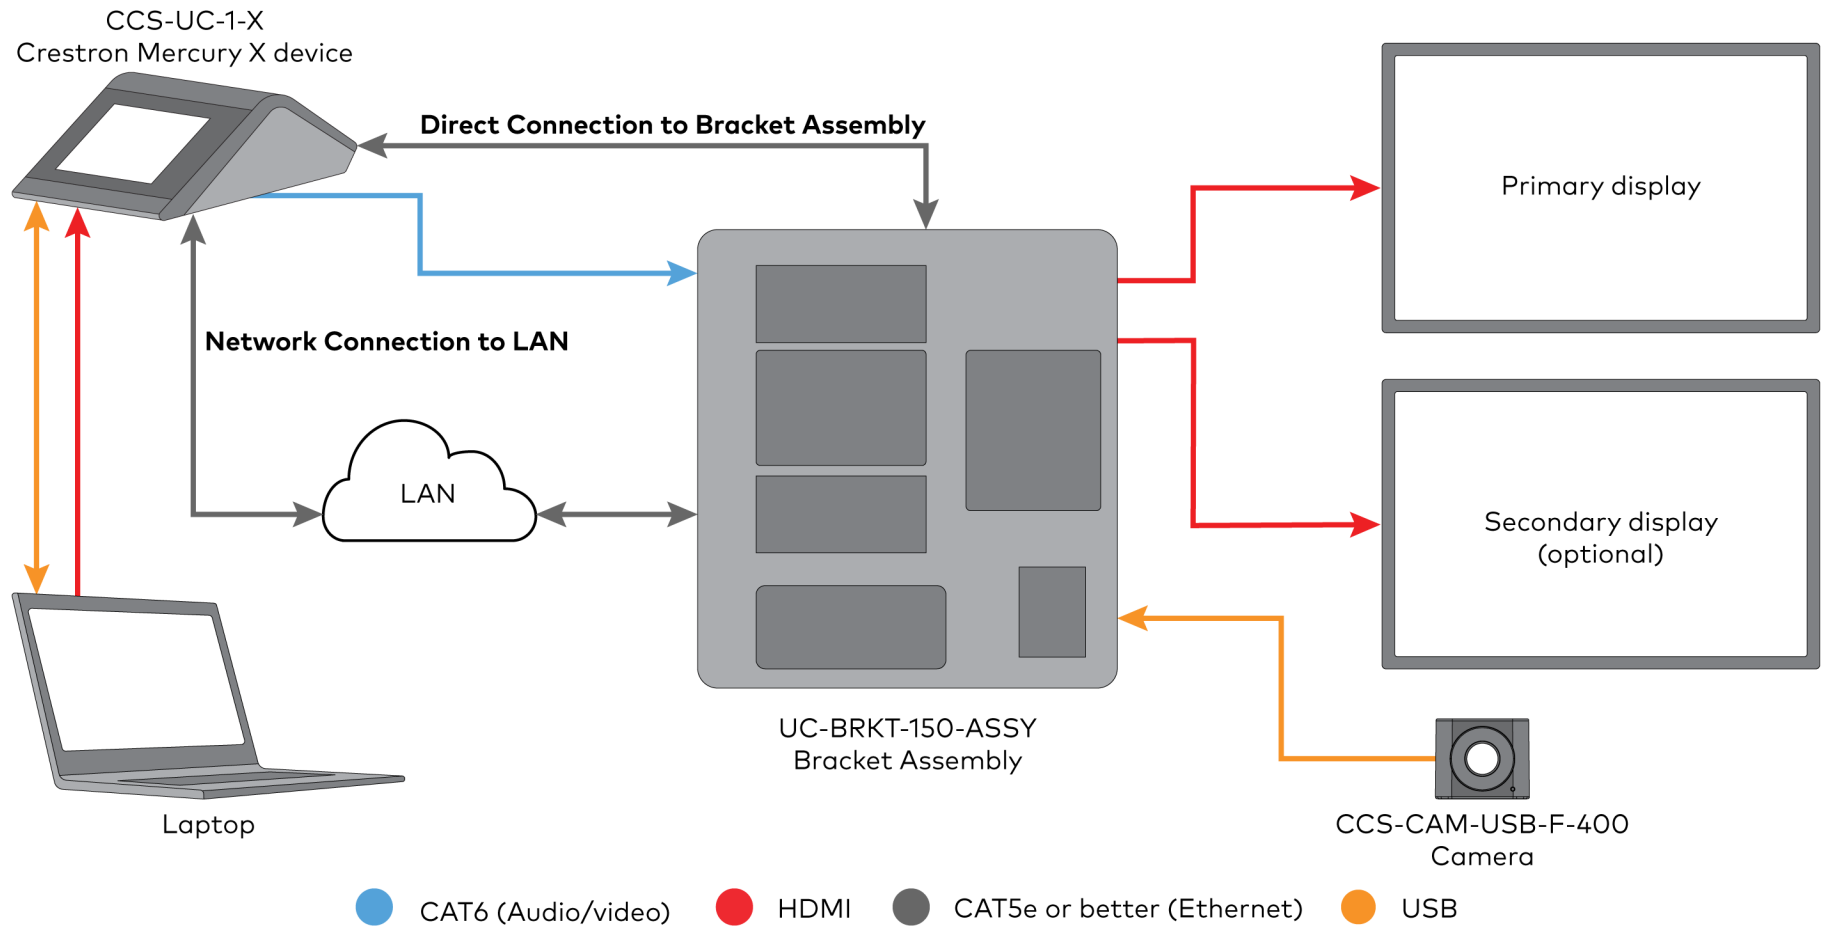 CCS-UC-1-X
Crestron Mercury X device
Direct Connection to Bracket Assembly
Primary display
Network Connection to LAN
LAN
Secondary display
(optional)
UC-BRKT-150-ASSY
Bracket Assembly
Laptop
CCS-CAM-USB-F-400
Camera
CAT6 (Audio/video)
HDMI
CAT5e or better (Ethernet)
USB